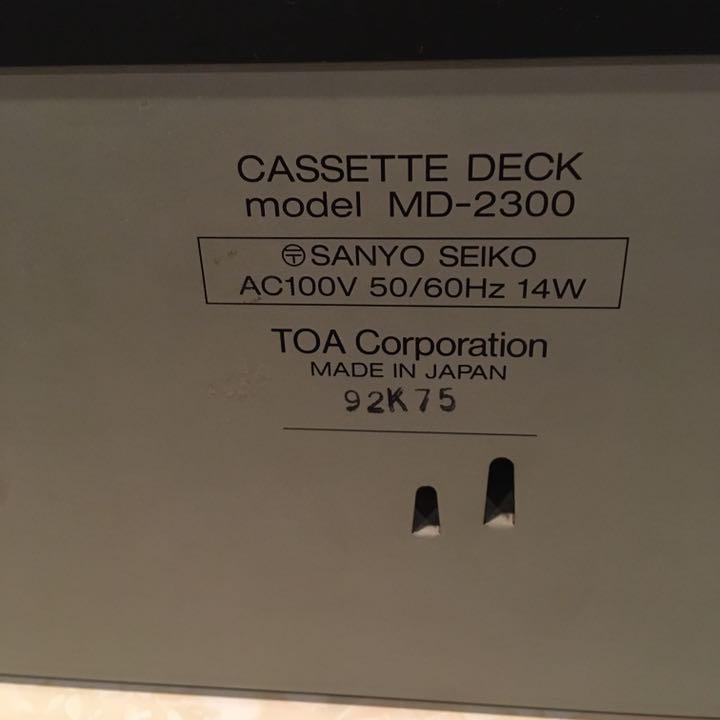 CASSETTE DECK
model MD-2300
〶SANYO SEIKO
AC100V 50/60Hz 14W
TOA Corporation
MADE IN JAPAN
92K75